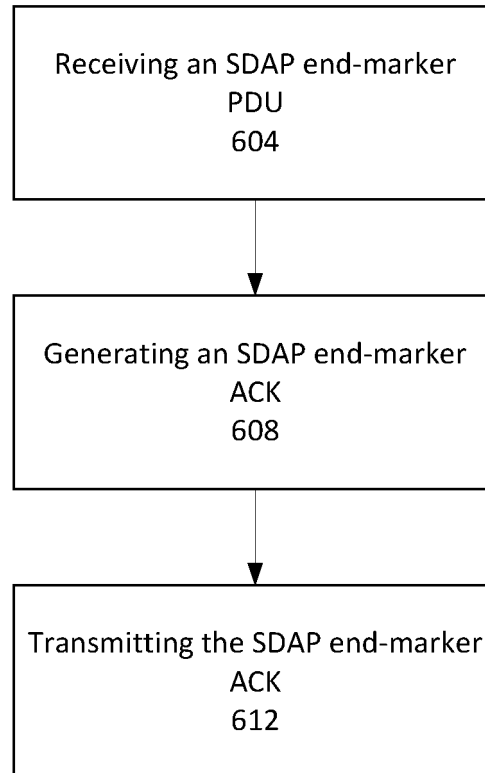 Receiving an SDAP end-marker
PDU
604
Generating an SDAP end-marker
ACK
608
Transmitting the SDAP end-marker
ACK
612